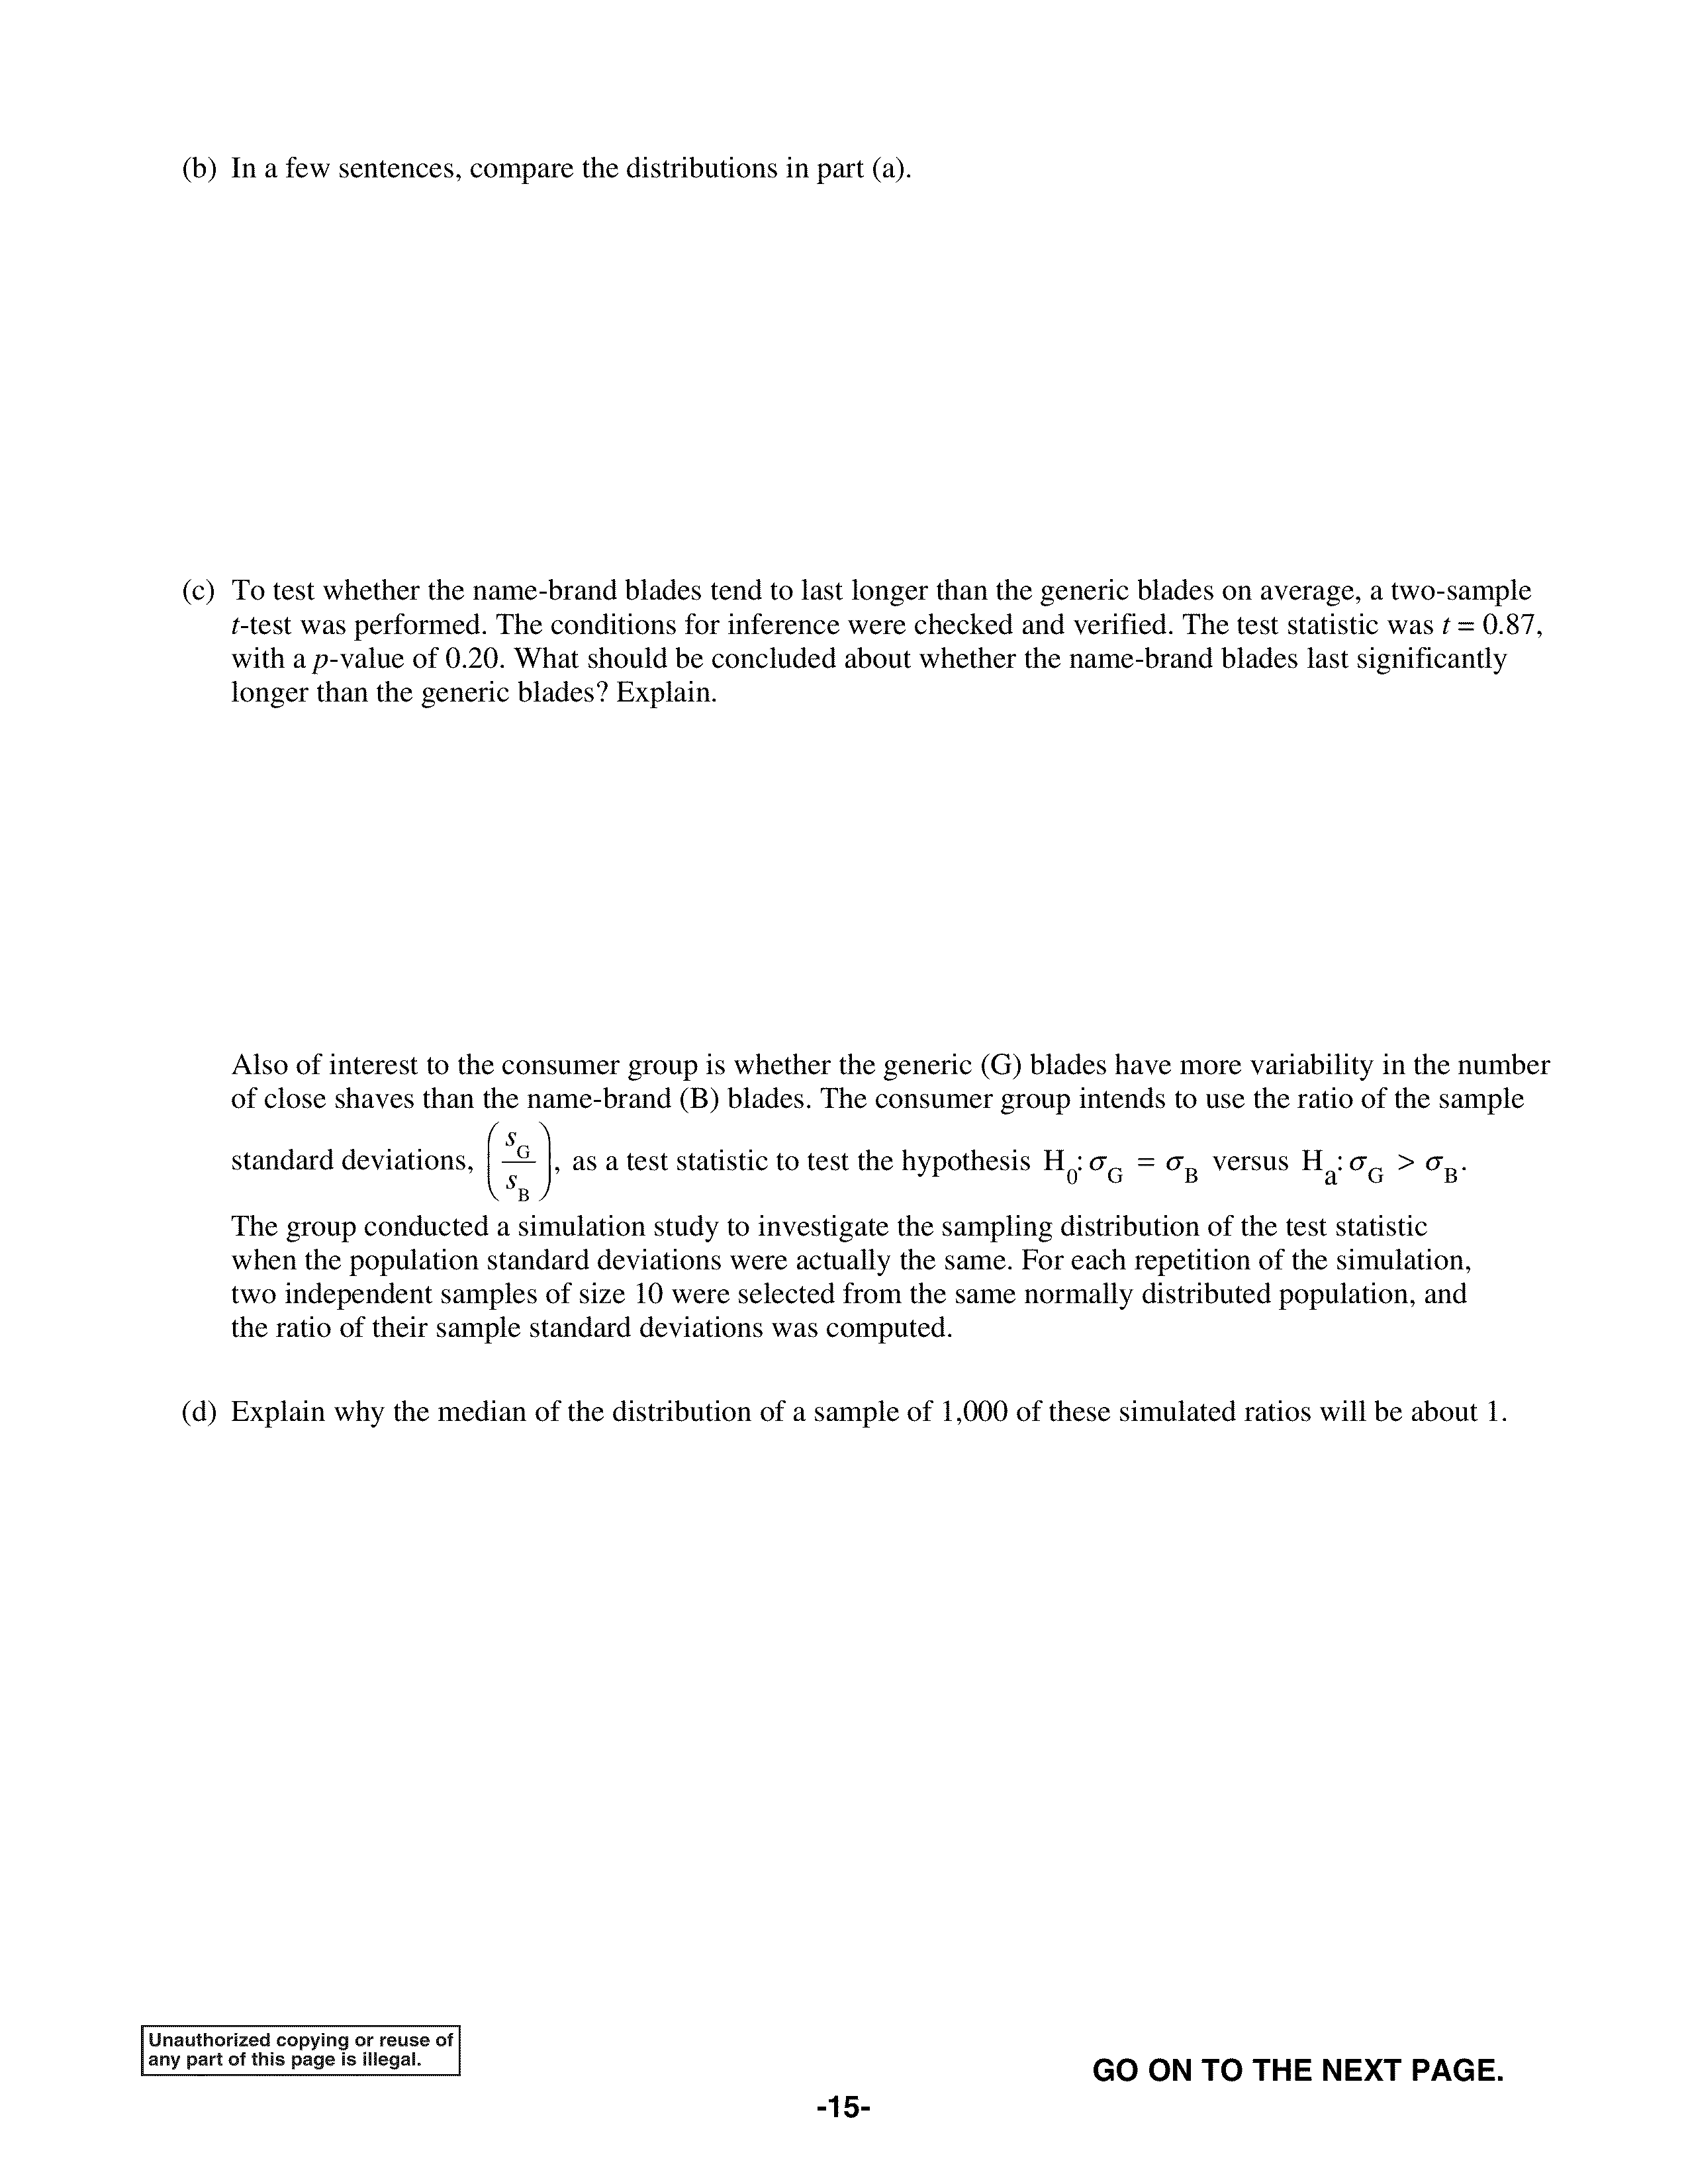 (b) In a few sentences, compare the distributions in part (a).
(c) To test whether the name-brand blades tend to last longer than the generic blades on average, a two-sample
t-test was performed. The conditions for inference were checked and verified. The test statistic was t = 0.87,
with a p-value of 0.20. What should be concluded about whether the name-brand blades last significantly
longer than the generic blades? Explain.
Also of interest to the consumer group is whether the generic (G) blades have more variability in the number
of close shaves than the name-brand (B) blades. The consumer group intends to use the ratio of the sample
standard deviations, (s_G / s_B), as a test statistic to test the hypothesis H_0: σ_G = σ_B versus H_a: σ_G > σ_B.
The group conducted a simulation study to investigate the sampling distribution of the test statistic
when the population standard deviations were actually the same. For each repetition of the simulation,
two independent samples of size 10 were selected from the same normally distributed population, and
the ratio of their sample standard deviations was computed.
(d) Explain why the median of the distribution of a sample of 1,000 of these simulated ratios will be about 1.
Unauthorized copying or reuse of
any part of this page is illegal.
GO ON TO THE NEXT PAGE.
-15-